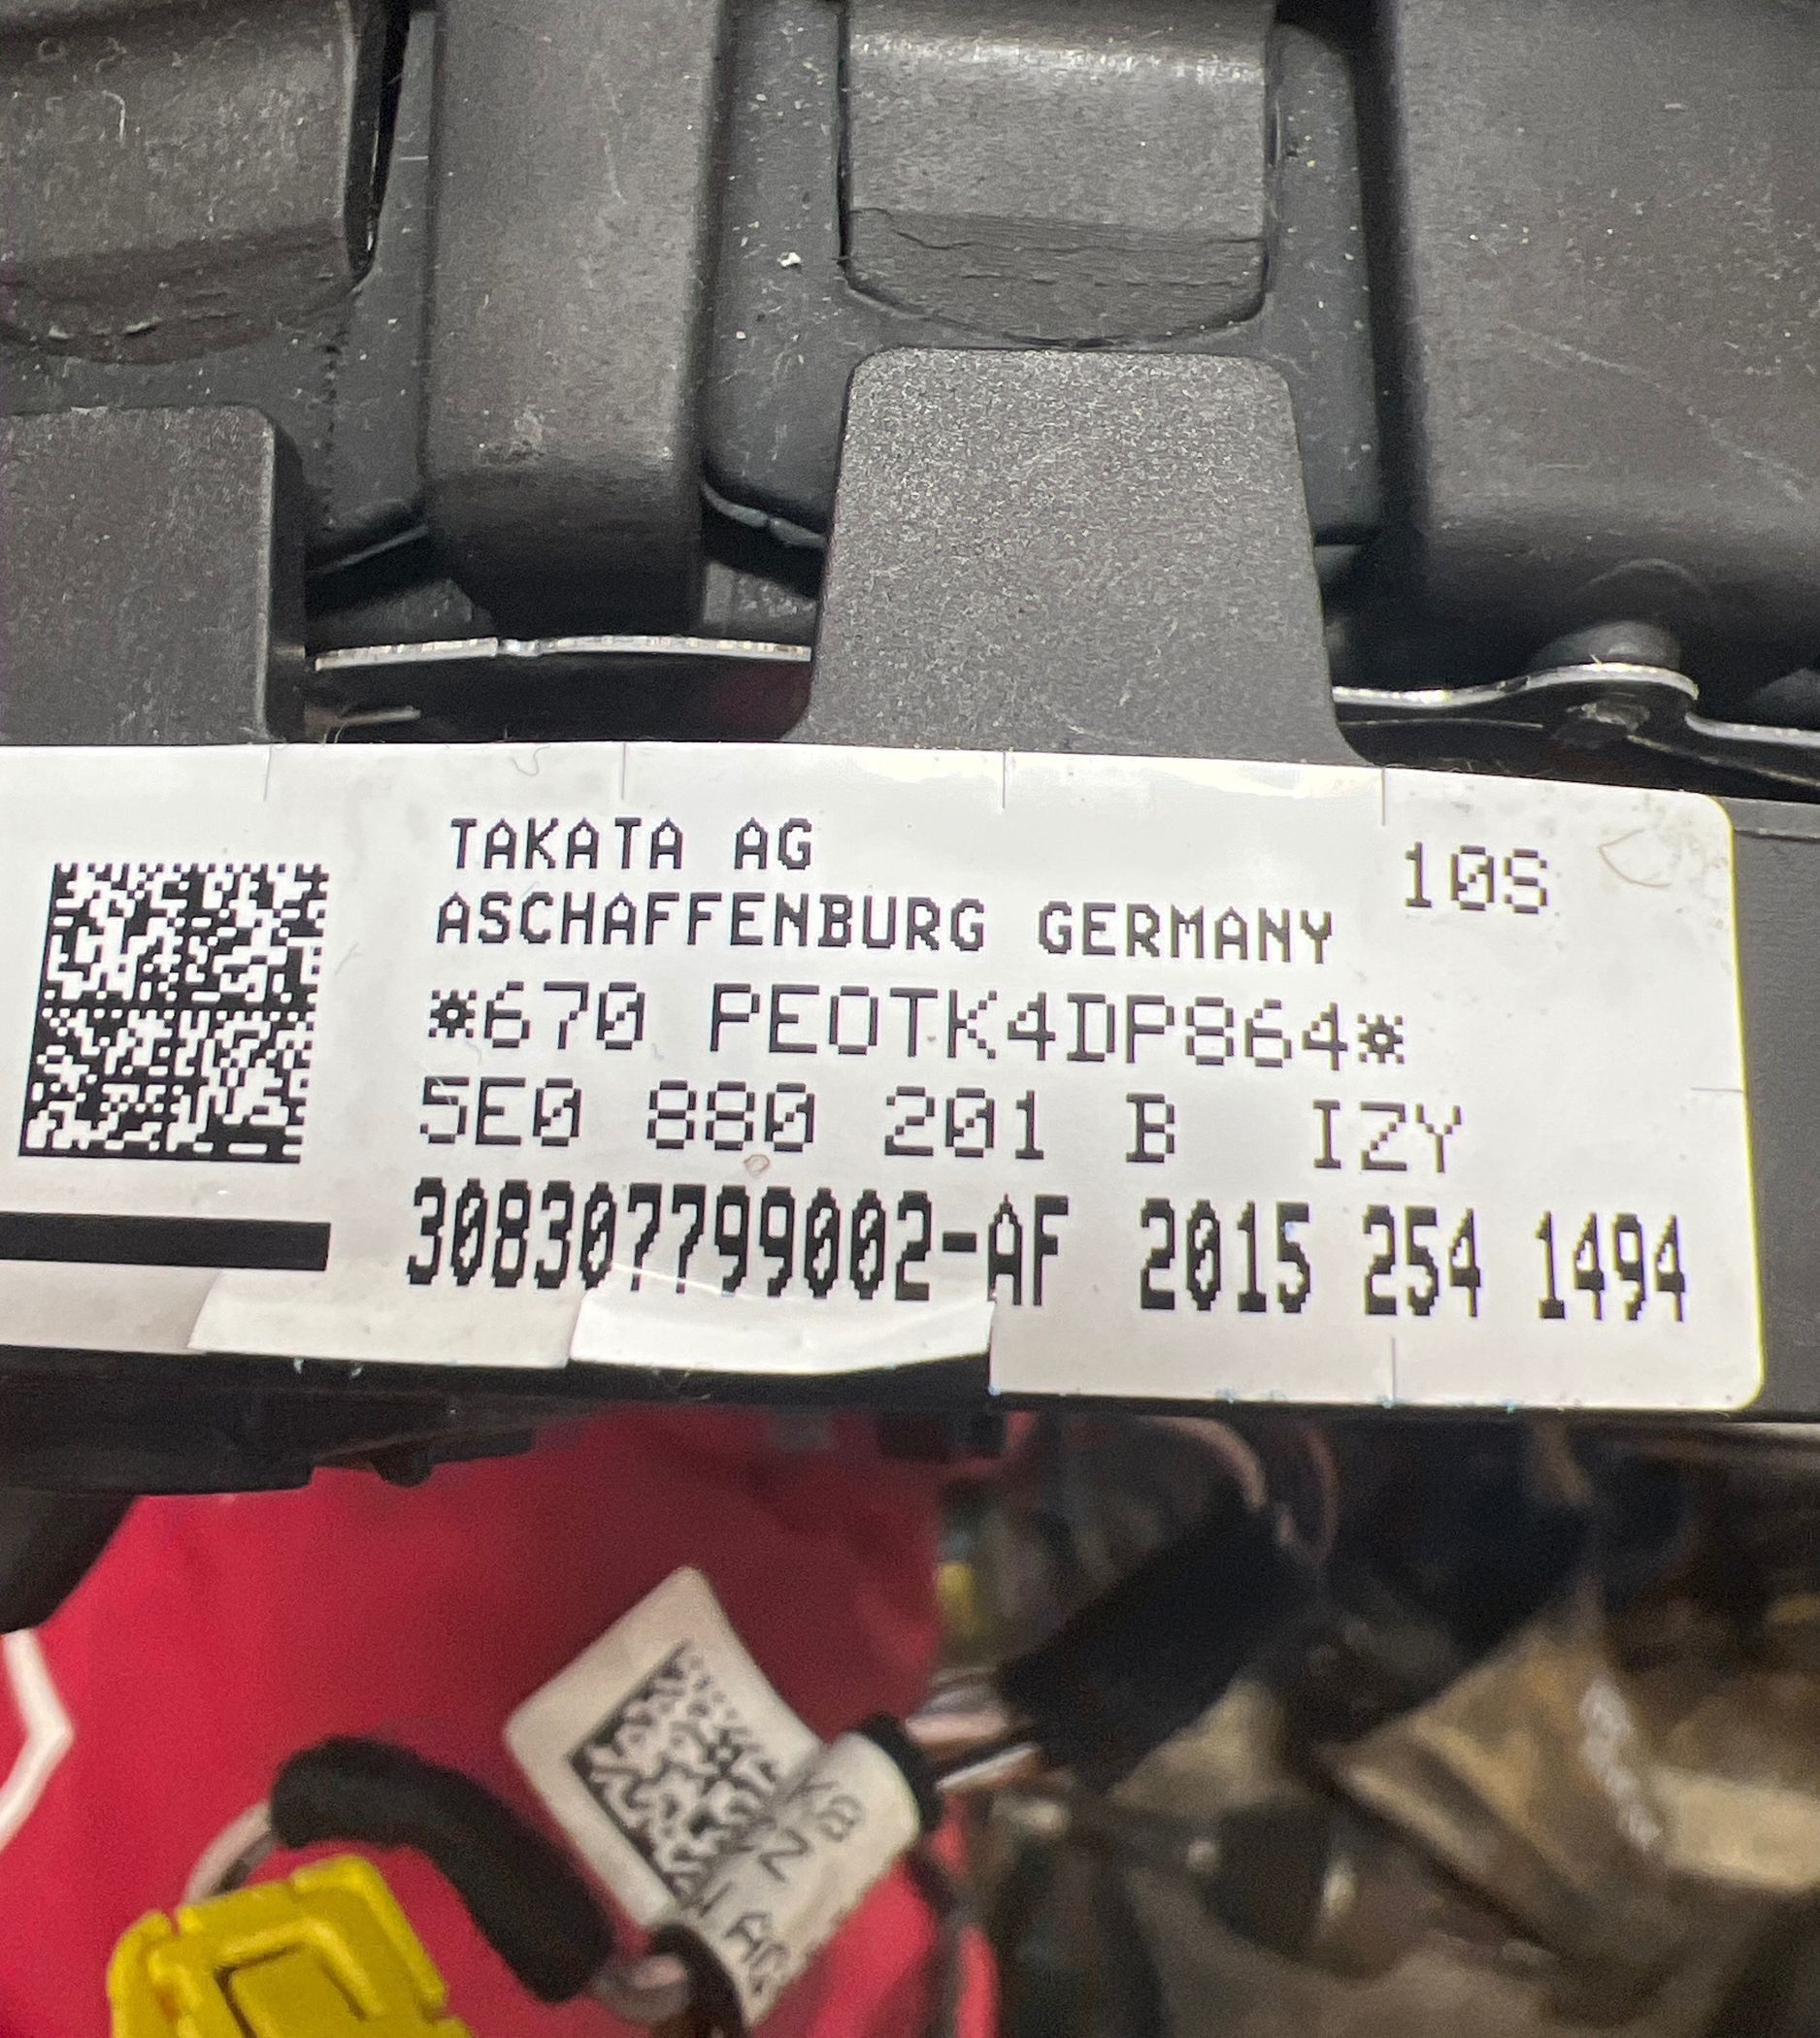 TAKATA AG
10S
ASCHAFFENBURG GERMANY
*670 PEOTK4DP864*
5E0 880 201 B IZY
308307799002-AF 2015 254 1494